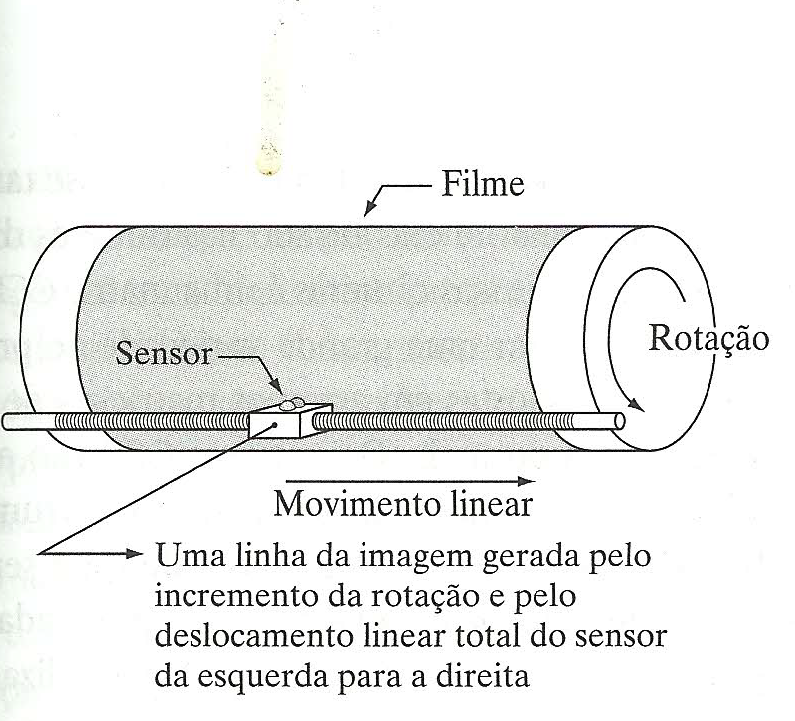 Filme
Rotação
Sensor
Movimento linear
Uma linha da imagem gerada pelo
incremento da rotação e pelo
deslocamento linear total do sensor
da esquerda para a direita